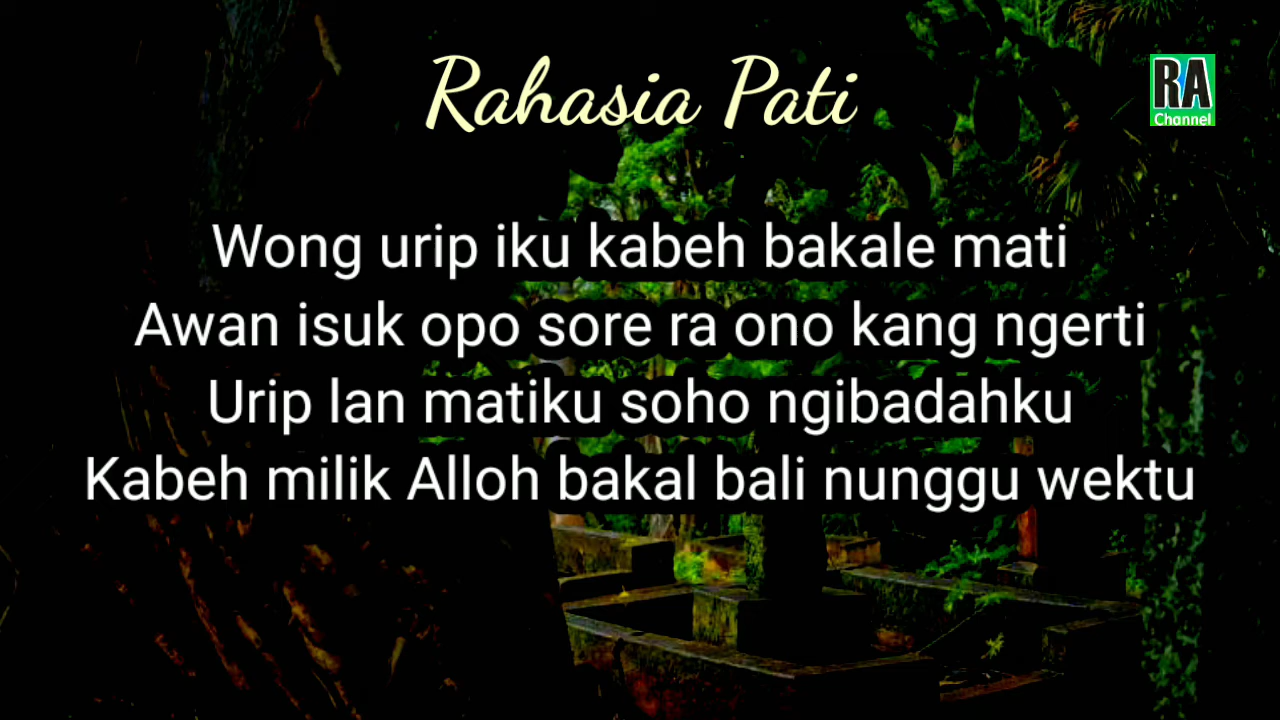 Rahasia Pati
RA
Channel
Wong urip iku kabeh bakale mati
Awan isuk opo sore ra ono kang ngerti
Urip lan matiku soho ngibadahku
Kabeh milik Alloh bakal bali nunggu wektu